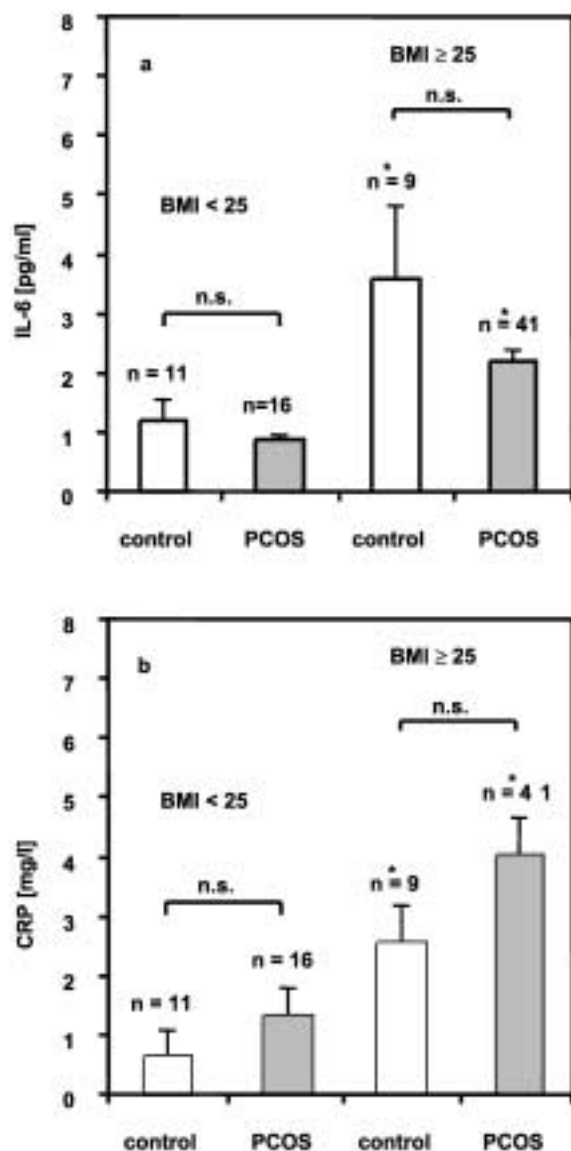 8
a
BMI ≥ 25
7
n.s.
6
*
n = 9
5
BMI < 25
4
IL-6 [pg/ml]
n.s.
*
n = 41
3
n = 11
n=16
2
1
0
control PCOS control PCOS
8
b
BMI ≥ 25
7
n.s.
6
*
n = 4 1
5
BMI < 25
4
*
n = 9
CRP [mg/l]
n.s.
3
n = 16
2
n = 11
1
0
control PCOS control PCOS